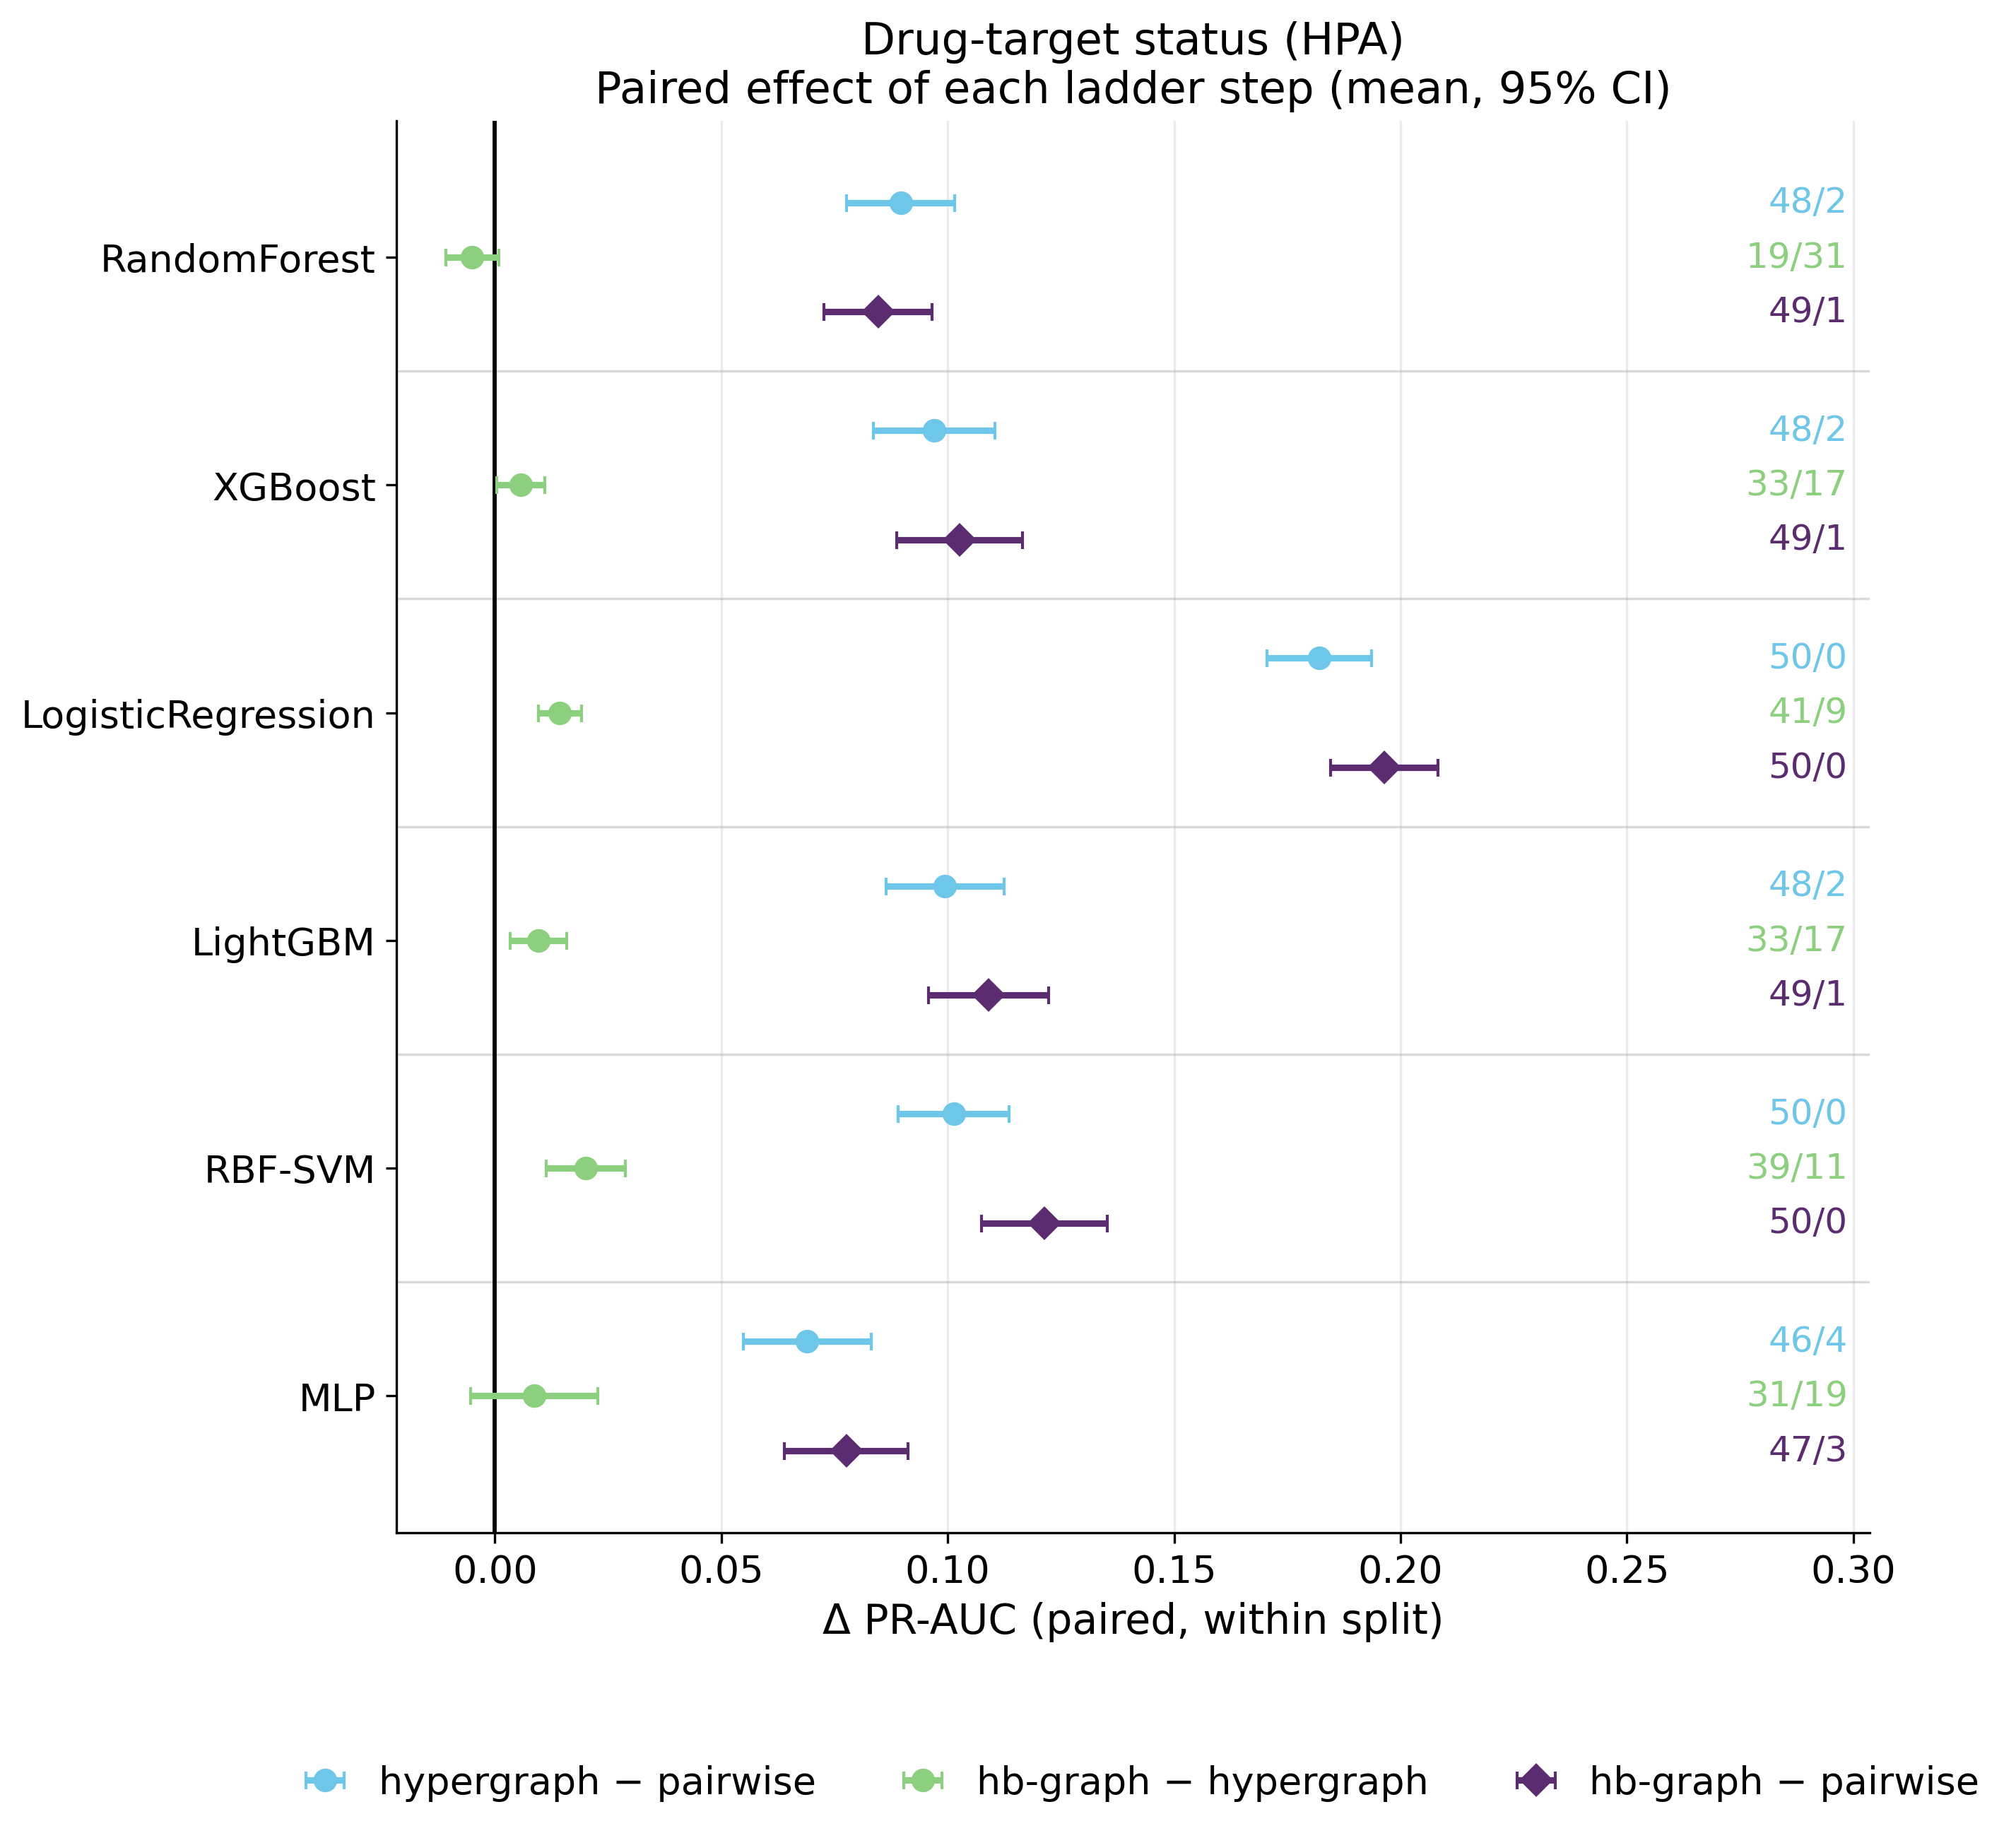 Drug-target status (HPA)
Paired effect of each ladder step (mean, 95% CI)
48/2
RandomForest
19/31
49/1
48/2
XGBoost
33/17
49/1
50/0
LogisticRegression
41/9
50/0
48/2
LightGBM
33/17
49/1
50/0
RBF-SVM
39/11
50/0
46/4
MLP
31/19
47/3
0.00 0.05 0.10 0.15 0.20 0.25 0.30
Δ PR-AUC (paired, within split)
hypergraph − pairwise hb-graph − hypergraph hb-graph − pairwise